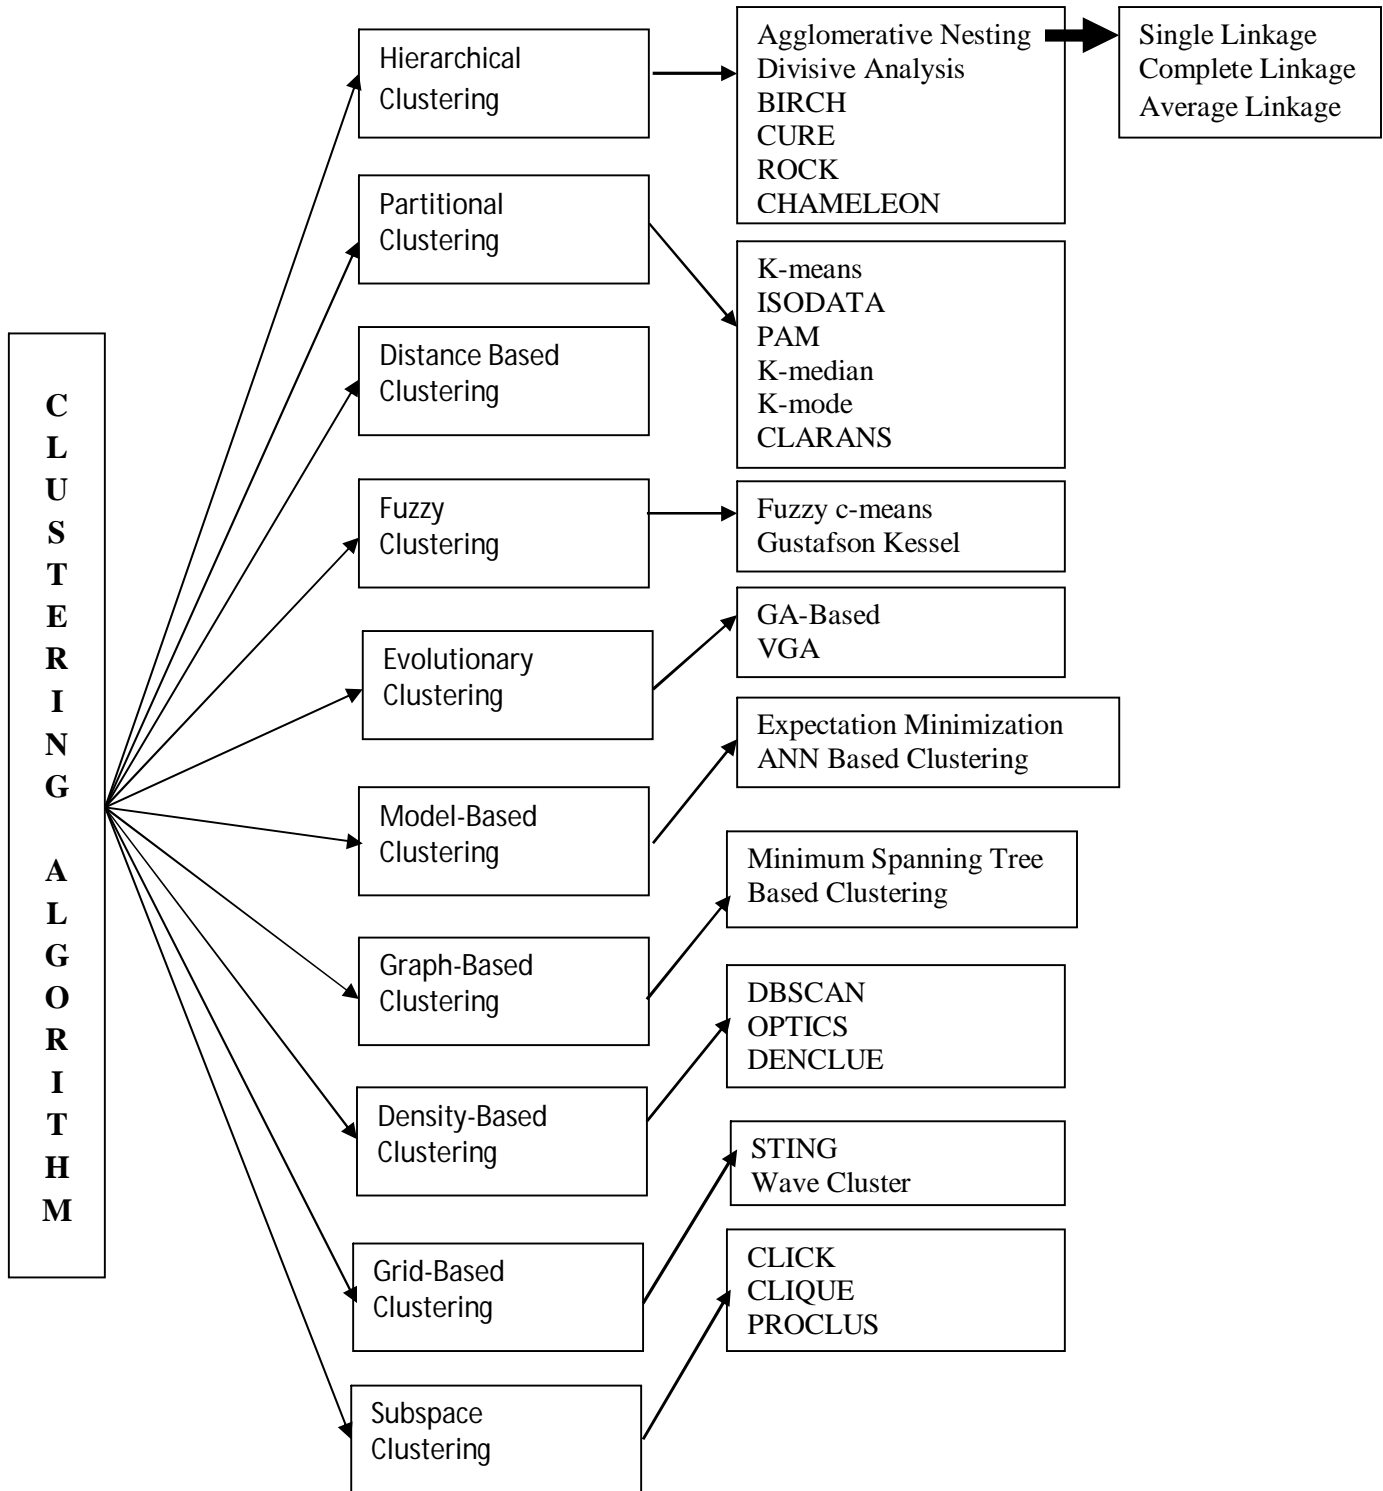 CLUSTERING
ALGORITHM
Hierarchical
Clustering
Agglomerative Nesting
Divisive Analysis
BIRCH
CURE
ROCK
CHAMELEON
Single Linkage
Complete Linkage
Average Linkage
Partitional
Clustering
K-means
ISODATA
PAM
K-median
K-mode
CLARANS
Distance Based
Clustering
Fuzzy
Clustering
Fuzzy c-means
Gustafson Kessel
Evolutionary
Clustering
GA-Based
VGA
Model-Based
Clustering
Expectation Minimization
ANN Based Clustering
Graph-Based
Clustering
Minimum Spanning Tree
Based Clustering
Density-Based
Clustering
DBSCAN
OPTICS
DENCLUE
Grid-Based
Clustering
STING
Wave Cluster
Subspace
Clustering
CLICK
CLIQUE
PROCLUS